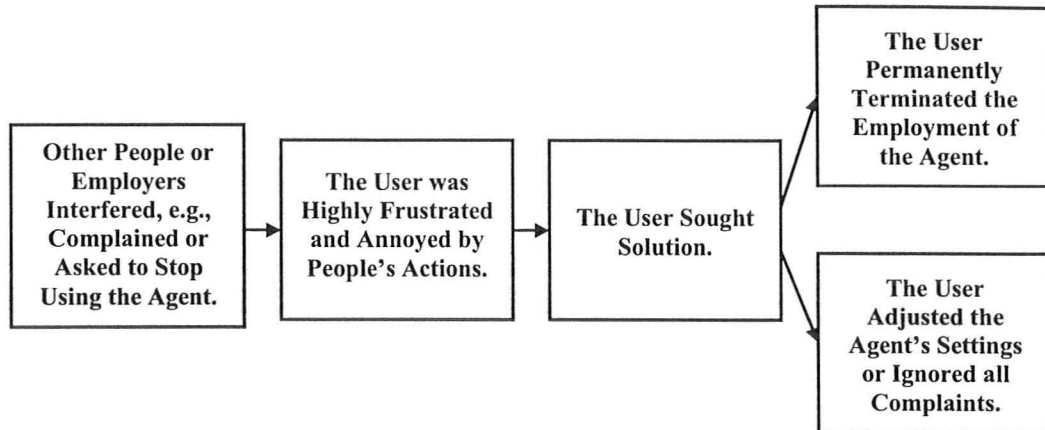 Other People or
Employers
Interfered, e.g.,
Complained or
Asked to Stop
Using the Agent.
The User was
Highly Frustrated
and Annoyed by
People's Actions.
The User Sought
Solution.
The User
Permanently
Terminated the
Employment of
the Agent.
The User
Adjusted the
Agent's Settings
or Ignored all
Complaints.